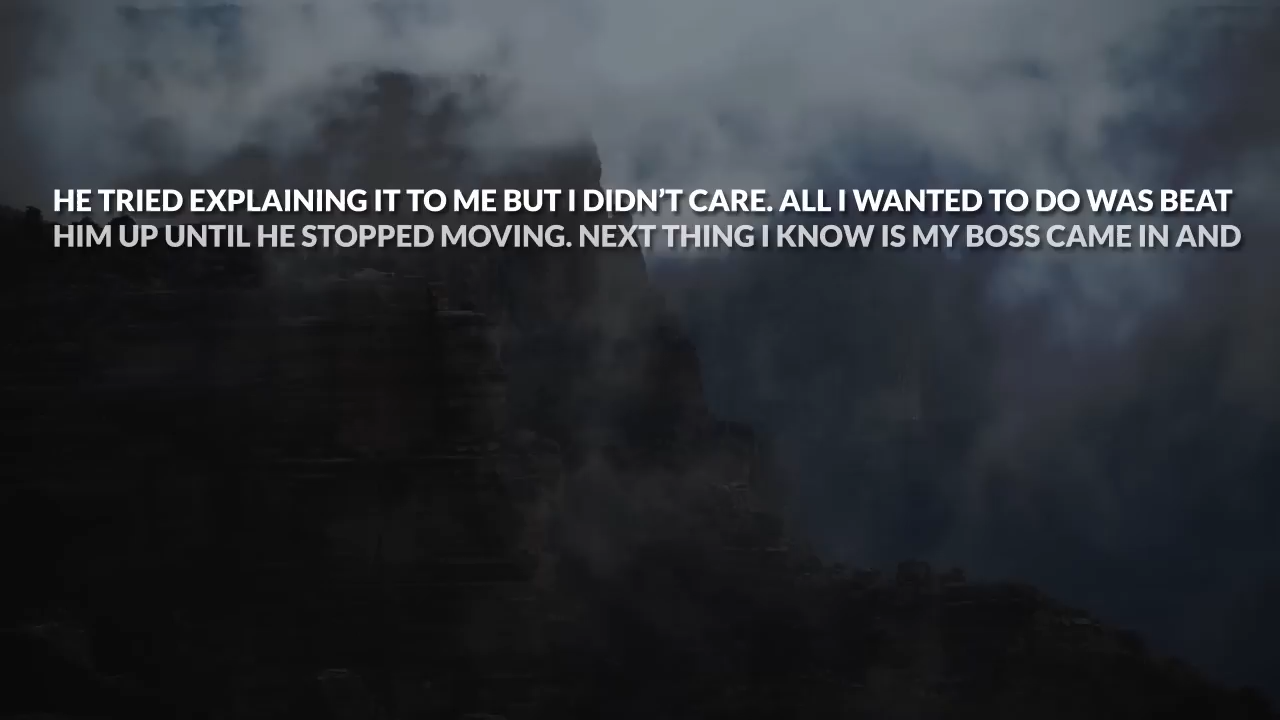 HE TRIED EXPLAINING IT TO ME BUT I DIDN’T CARE. ALL I WANTED TO DO WAS BEAT
HIM UP UNTIL HE STOPPED MOVING. NEXT THING I KNOW IS MY BOSS CAME IN AND